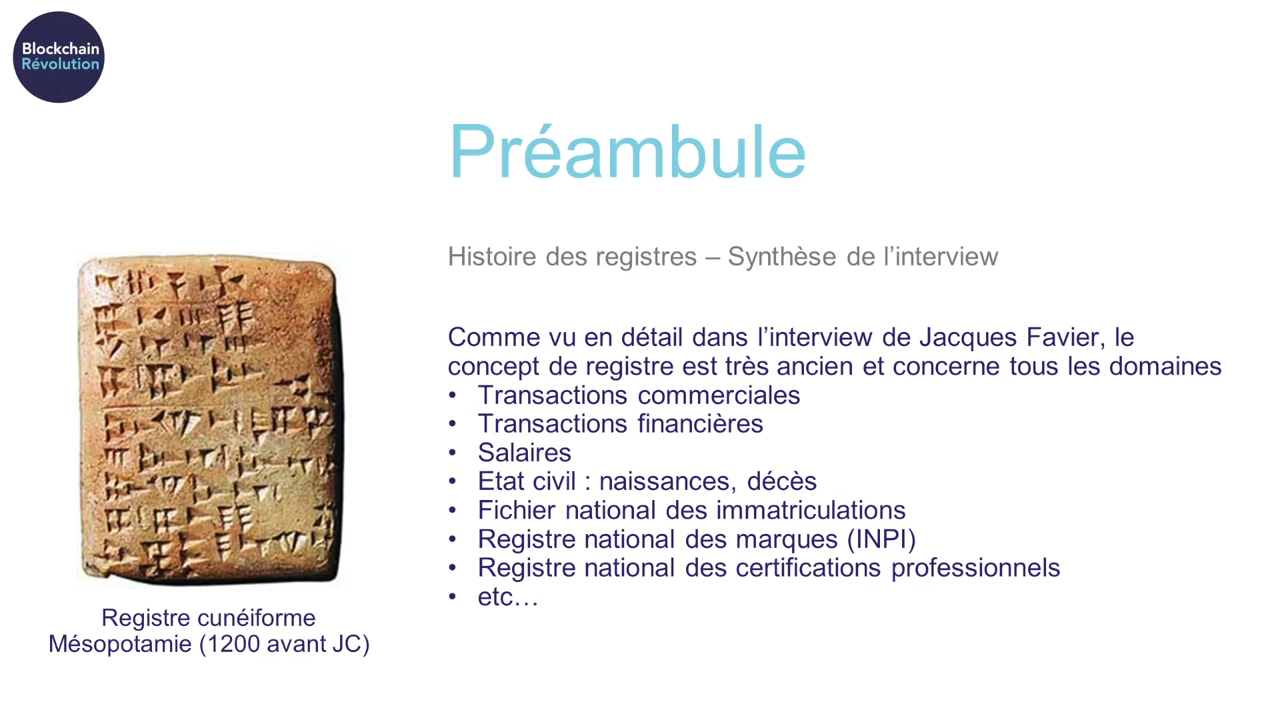 Blockchain
Révolution
Préambule
Histoire des registres – Synthèse de l’interview
Comme vu en détail dans l’interview de Jacques Favier, le
concept de registre est très ancien et concerne tous les domaines
• Transactions commerciales
• Transactions financières
• Salaires
• Etat civil : naissances, décès
• Fichier national des immatriculations
• Registre national des marques (INPI)
• Registre national des certifications professionnels
• etc…
Registre cunéiforme
Mésopotamie (1200 avant JC)